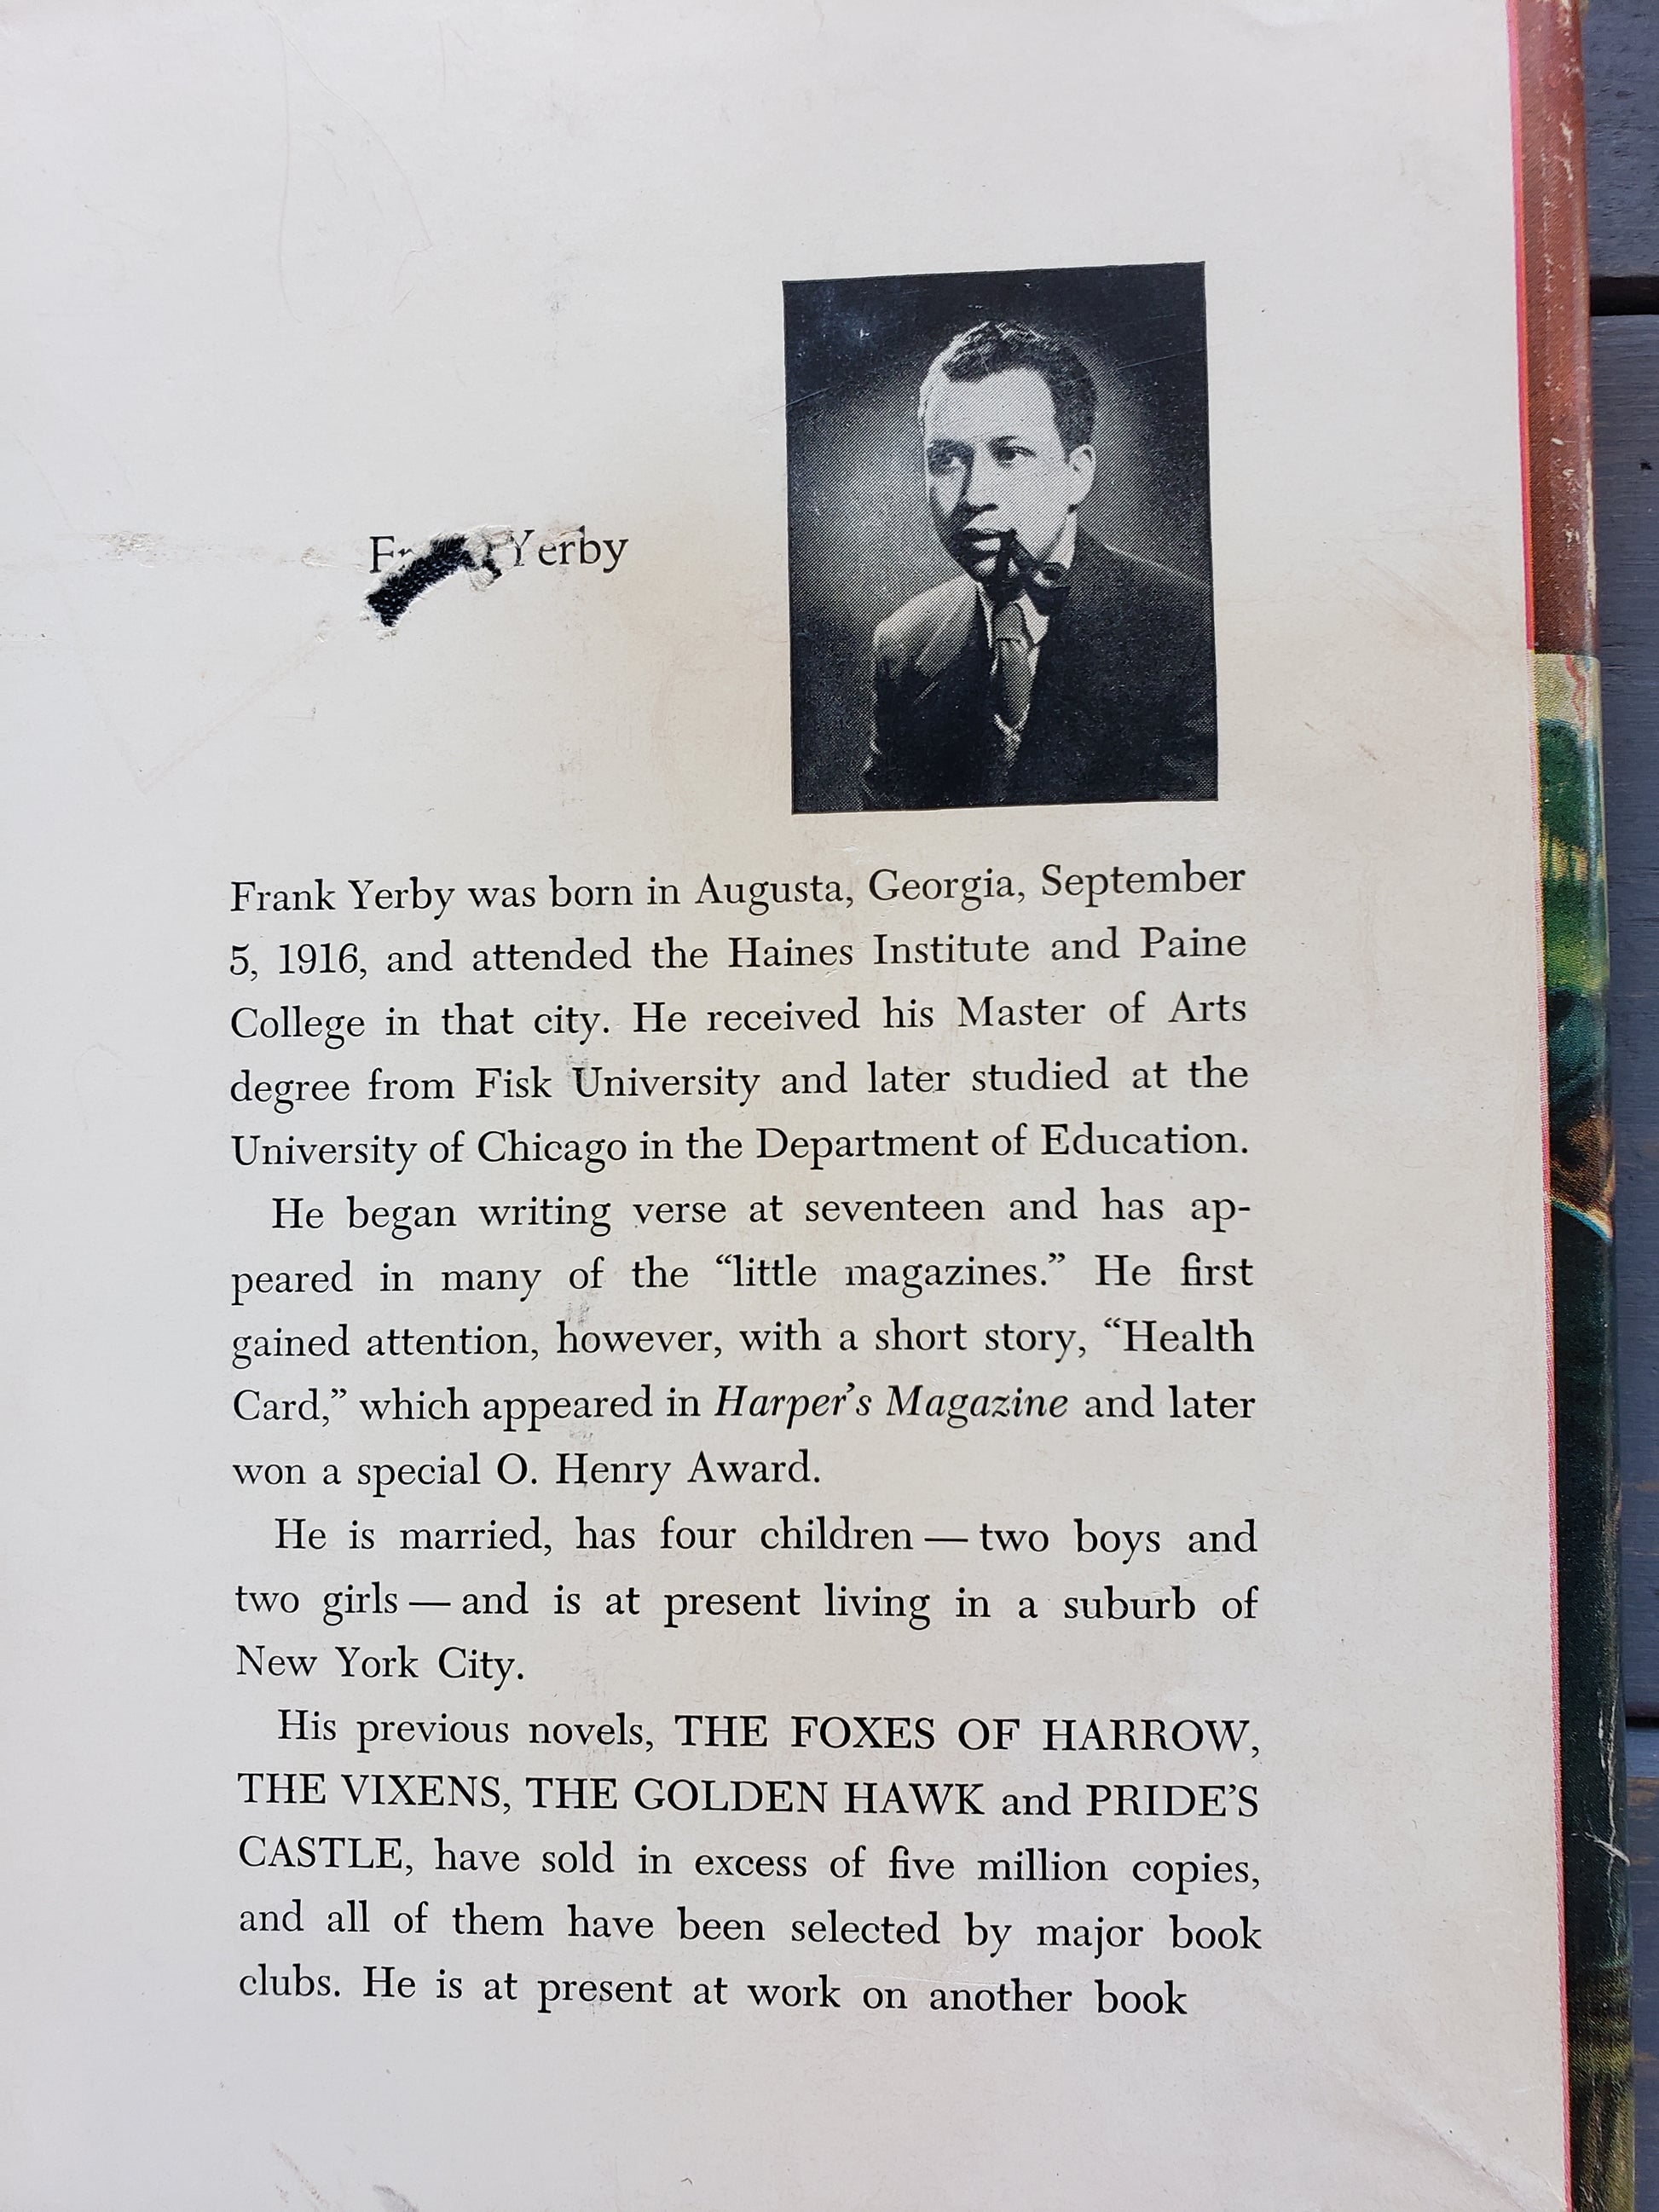 Yerby
Frank Yerby was born in Augusta, Georgia, September
5, 1916, and attended the Haines Institute and Paine
College in that city. He received his Master of Arts
degree from Fisk University and later studied at the
University of Chicago in the Department of Education.
He began writing verse at seventeen and has ap-
peared in many of the “little magazines.” He first
gained attention, however, with a short story, “Health
Card,” which appeared in Harper’s Magazine and later
won a special O. Henry Award.
He is married, has four children — two boys and
two girls — and is at present living in a suburb of
New York City.
His previous novels, THE FOXES OF HARROW,
THE VIXENS, THE GOLDEN HAWK and PRIDE’S
CASTLE, have sold in excess of five million copies,
and all of them have been selected by major book
clubs. He is at present at work on another book